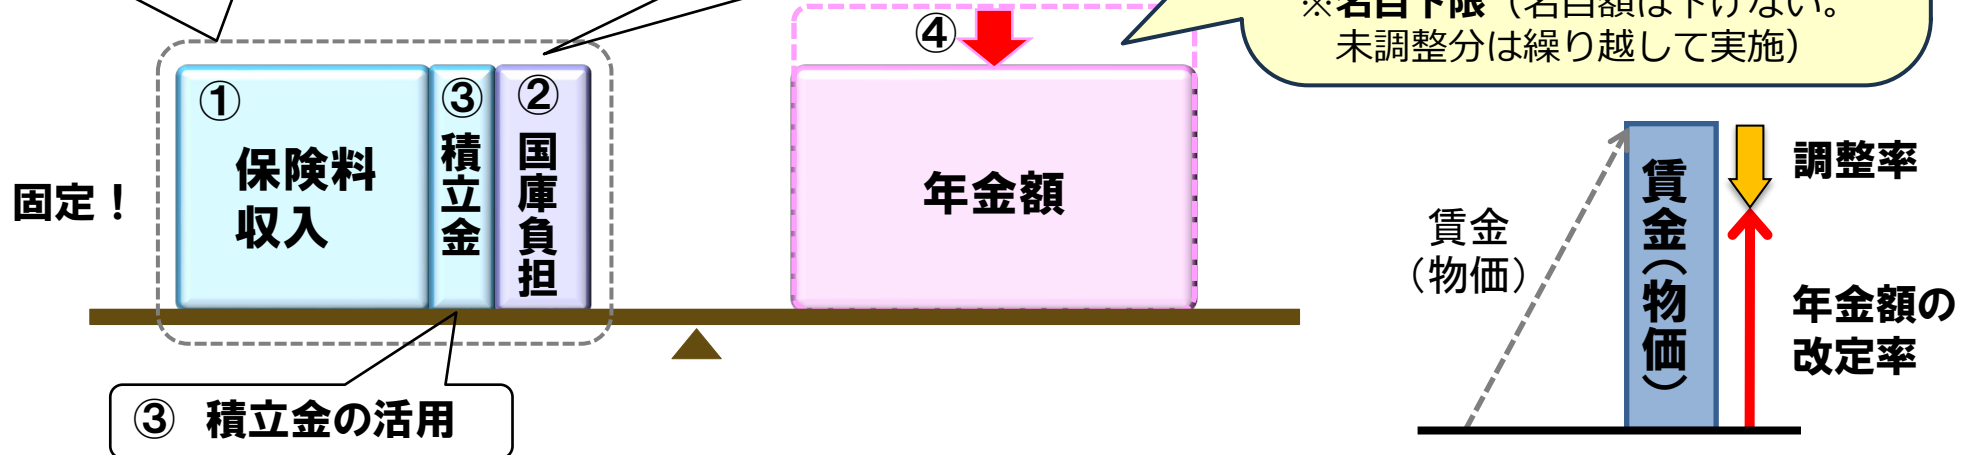 ※名目下限（名目額は下げない。
未調整分は繰り越して実施）
④
①
③
②
固定！
保険料
収入
積立金
国庫負担
年金額
③ 積立金の活用
賃金
（物価）
賃金（物価）
調整率
年金額の
改定率